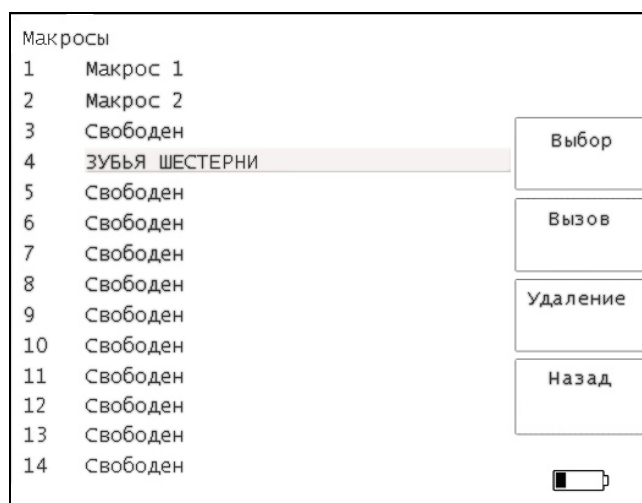 Макросы
1 Макрос 1
2 Макрос 2
3 Свободен
4 ЗУБЬЯ ШЕСТЕРНИ
5 Свободен
6 Свободен
7 Свободен
8 Свободен
9 Свободен
10 Свободен
11 Свободен
12 Свободен
13 Свободен
14 Свободен
Выбор
Вызов
Удаление
Назад